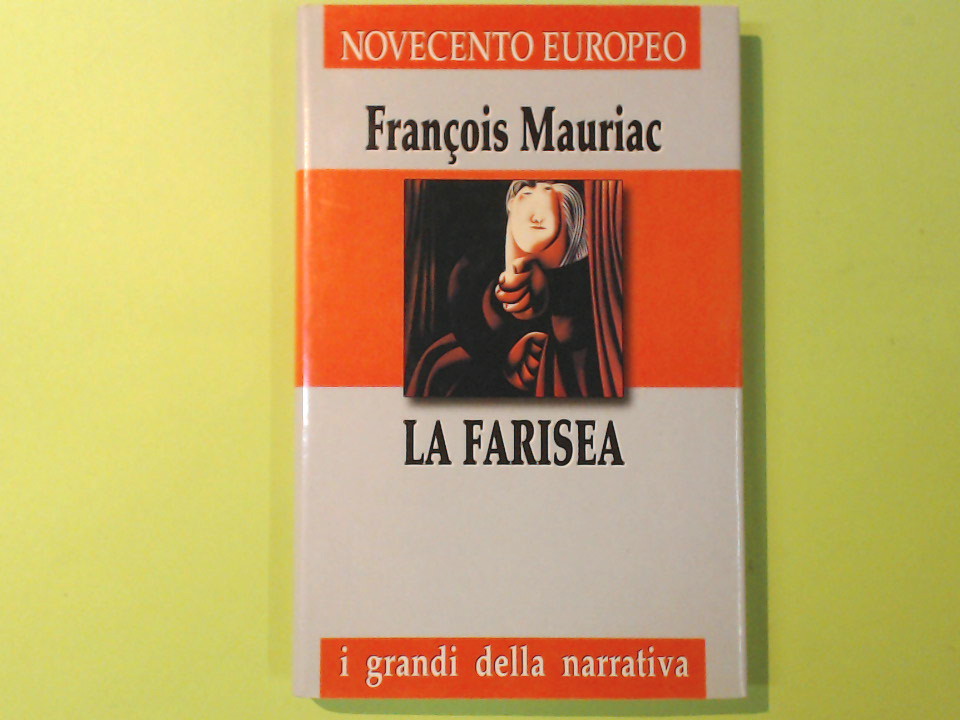 NOVECENTO EUROPEO
François Mauriac
LA FARISEA
i grandi della narrativa